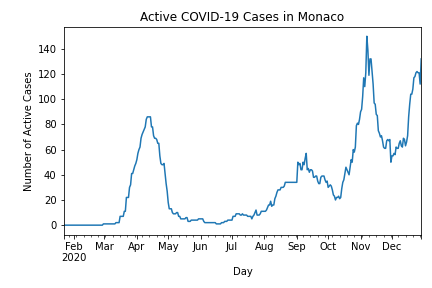 Active COVID-19 Cases in Monaco
140
120
100
80
60
40
20
0
Number of Active Cases
Feb Mar Apr May Jun Jul Aug Sep Oct Nov Dec
2020
Day